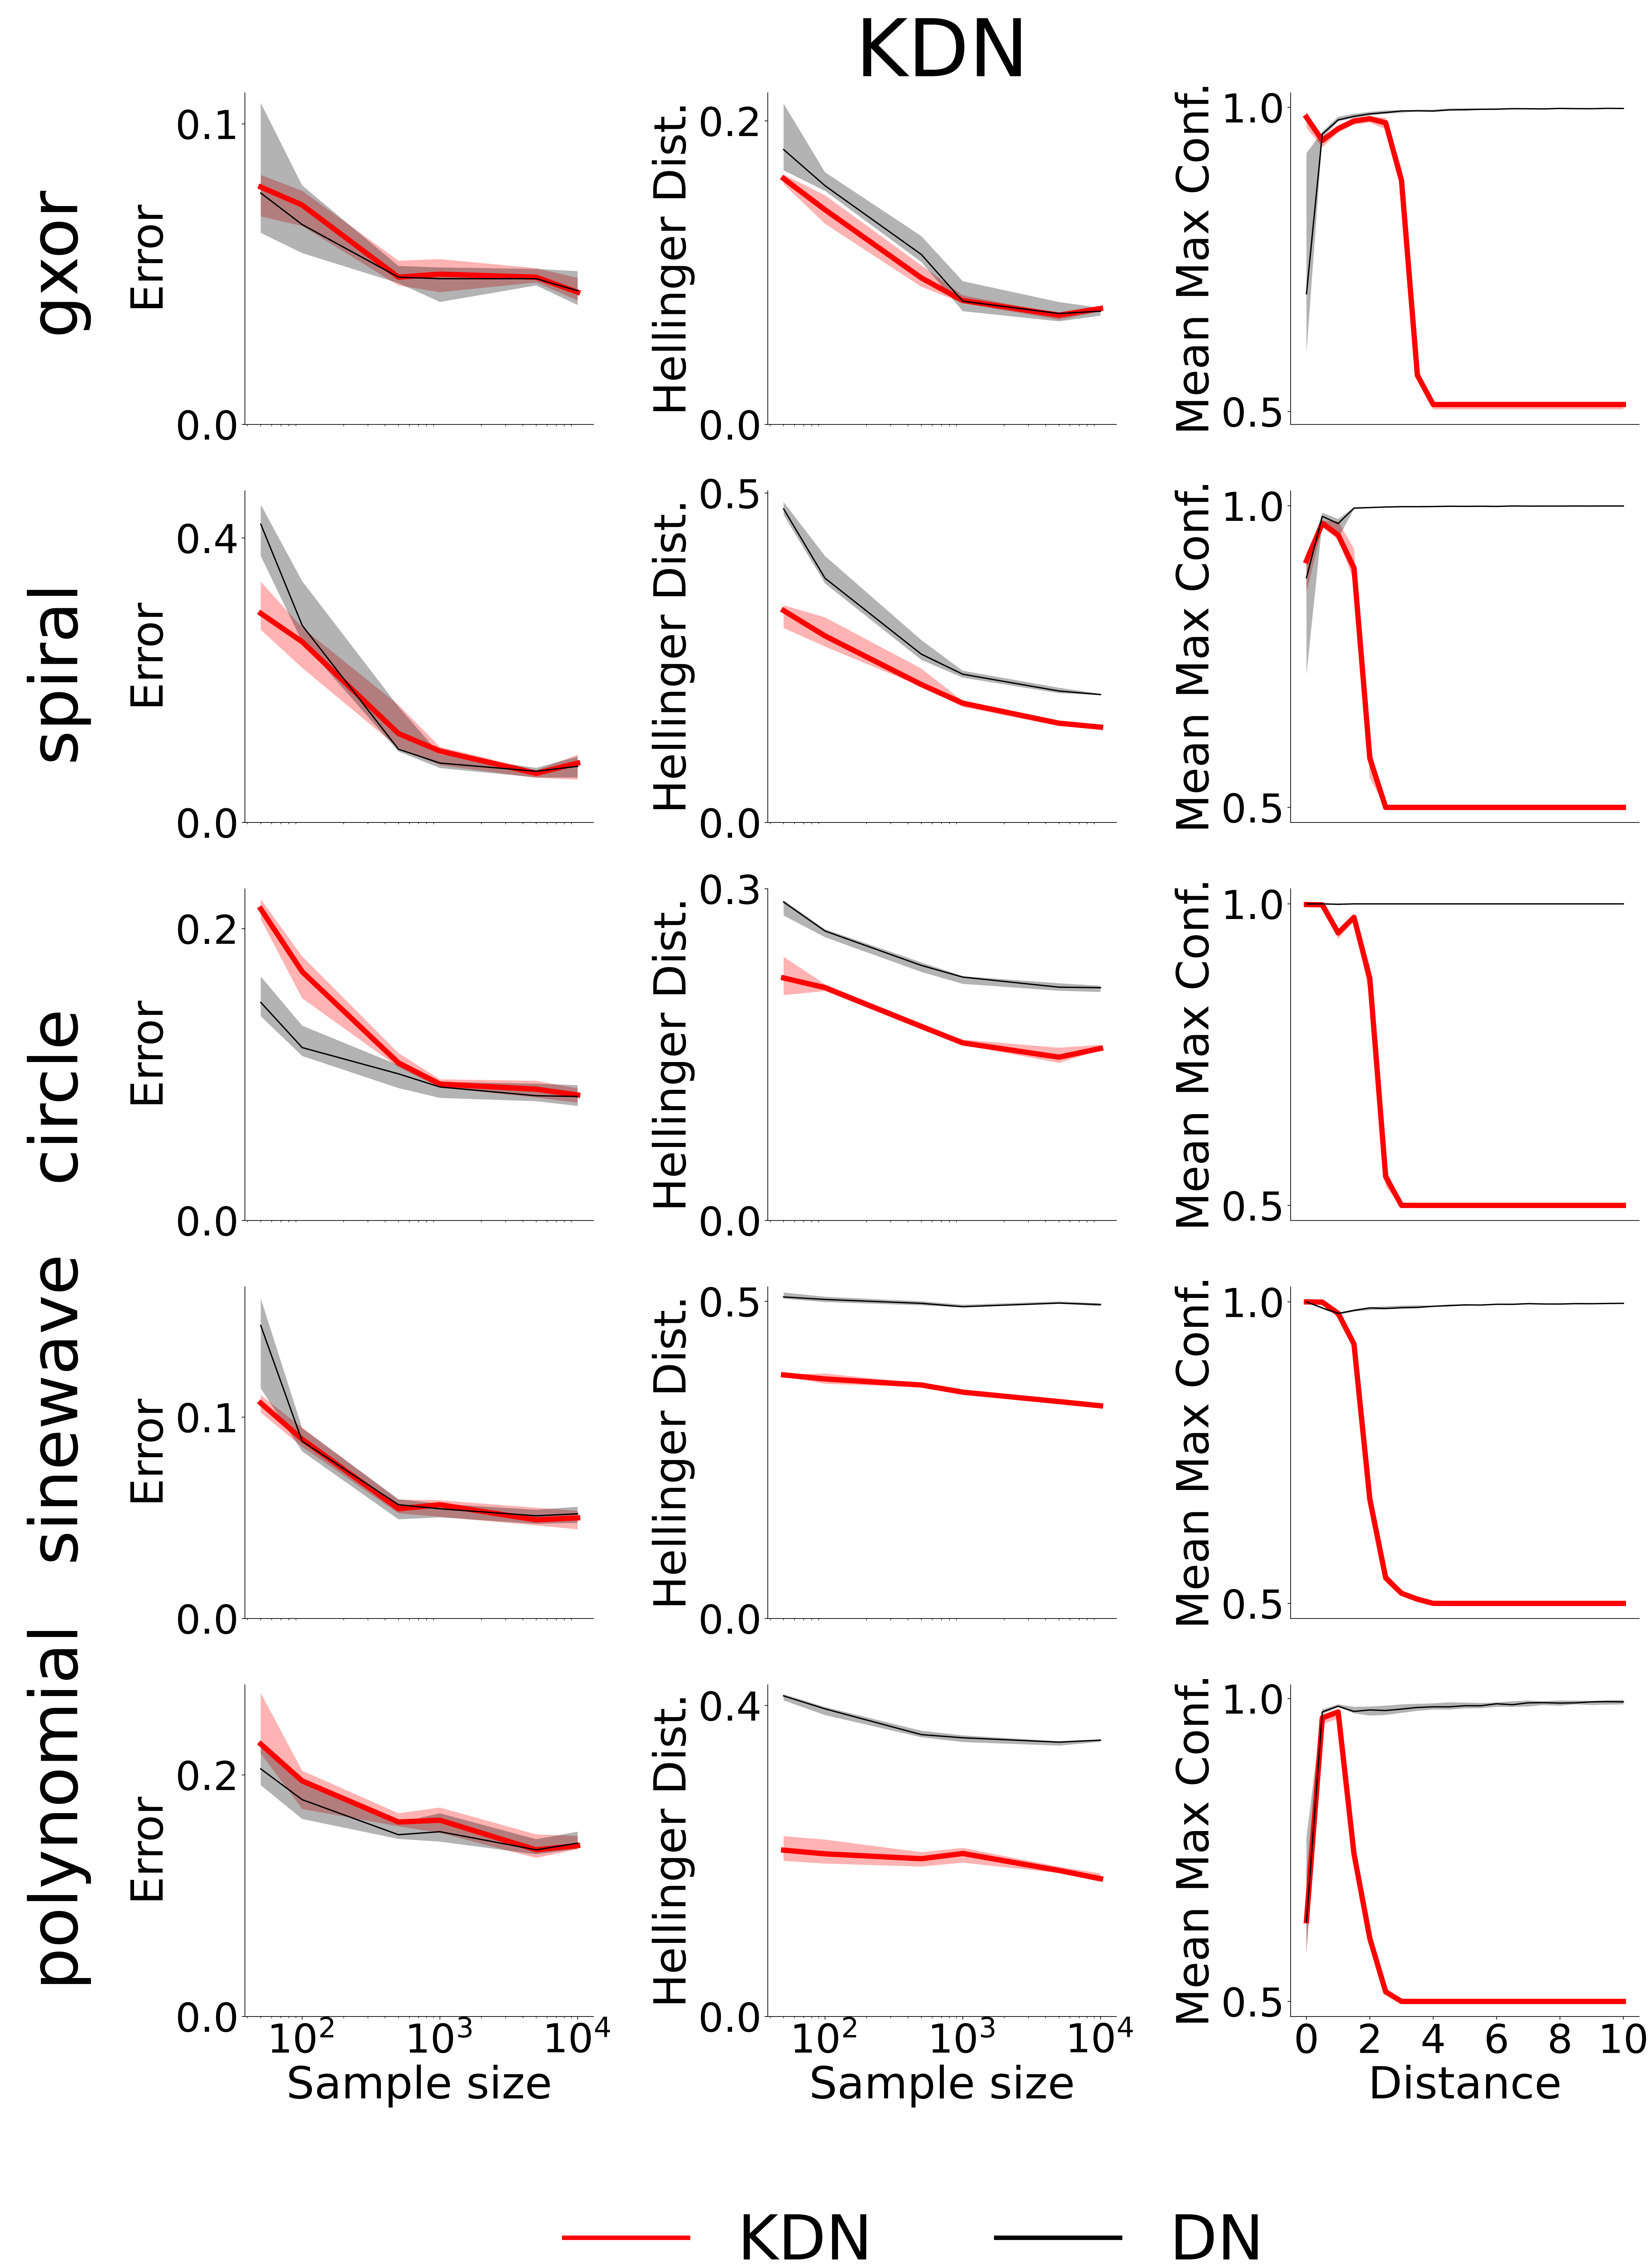 KDN
gxor
Error
0.1
0.0
Hellinger Dist.
0.2
0.0
Mean Max Conf.
1.0
0.5
spiral
Error
0.4
0.0
Hellinger Dist.
0.5
0.0
Mean Max Conf.
1.0
0.5
circle
Error
0.2
0.0
Hellinger Dist.
0.3
0.0
Mean Max Conf.
1.0
0.5
sinewave
Error
0.1
0.0
Hellinger Dist.
0.5
0.0
Mean Max Conf.
1.0
0.5
polynomial
Error
0.2
0.0
10² 10³ 10⁴
Sample size
Hellinger Dist.
0.4
0.0
10² 10³ 10⁴
Sample size
Mean Max Conf.
1.0
0.5
0 2 4 6 8 10
Distance
KDN DN